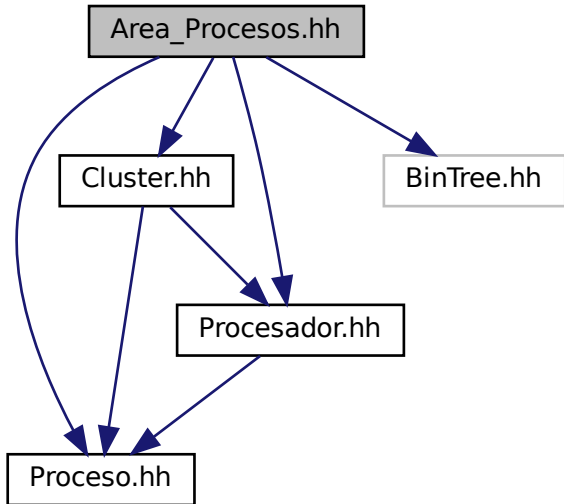 Area_Procesos.hh
Cluster.hh
BinTree.hh
Procesador.hh
Proceso.hh